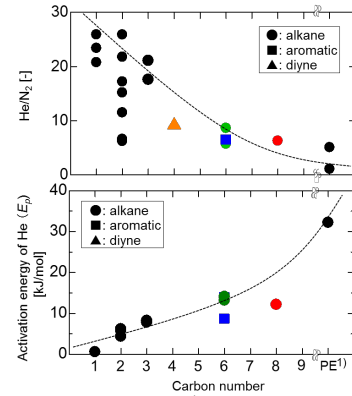 He/N2 [-]
30
20
10
0
: alkane
: aromatic
: diyne
Activation energy of He (Ep)
[kJ/mol]
40
30
20
10
0
: alkane
: aromatic
: diyne
1 2 3 4 5 6 7 8 9 PE1)
Carbon number